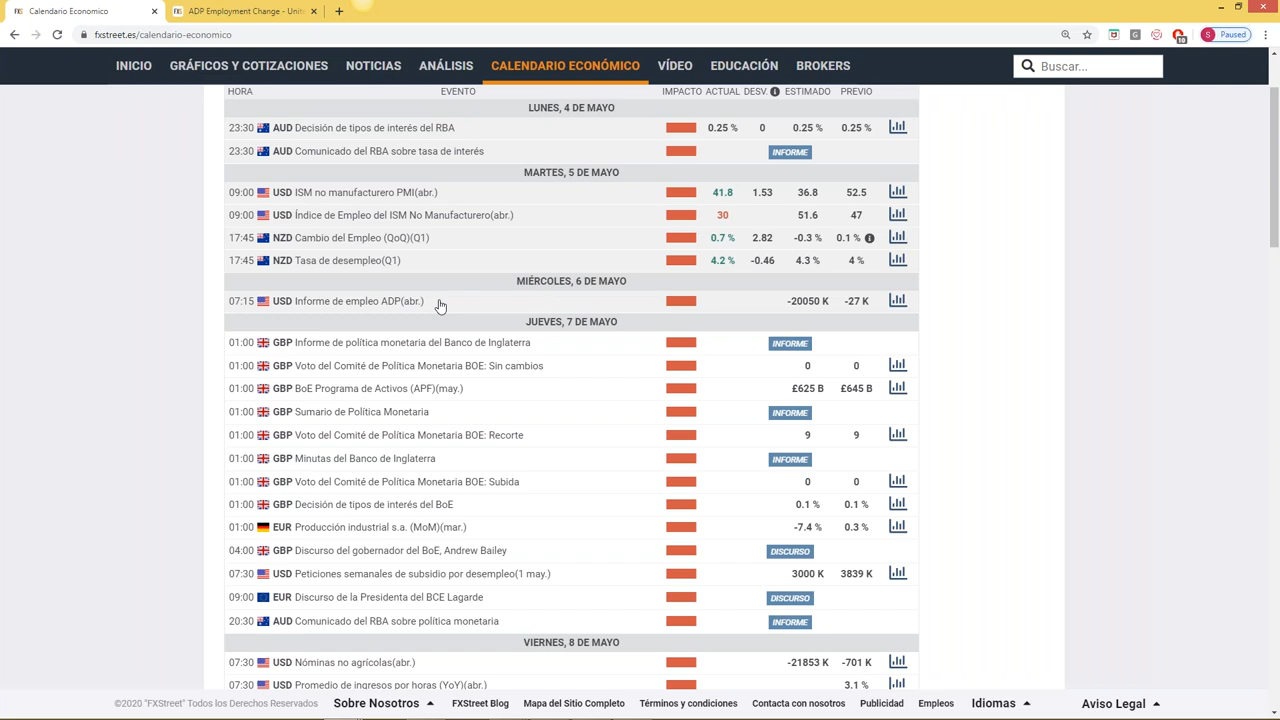 Calendario Economico
ADP Employment Change - Unite
fxstreet.es/calendario-economico
G
10
S Paused
INICIO GRÁFICOS Y COTIZACIONES NOTICIAS ANÁLISIS CALENDARIO ECONÓMICO VÍDEO EDUCACIÓN BROKERS Buscar...
HORA EVENTO IMPACTO ACTUAL DESV. ESTIMADO PREVIO
LUNES, 4 DE MAYO
23:30 AUD Decisión de tipos de interés del RBA 0.25 % 0 0.25 % 0.25 %
23:30 AUD Comunicado del RBA sobre tasa de interés INFORME
MARTES, 5 DE MAYO
09:00 USD ISM no manufacturero PMI(abr.) 41.8 1.53 36.8 52.5
09:00 USD Índice de Empleo del ISM No Manufacturero(abr.) 30 51.6 47
17:45 NZD Cambio del Empleo (QoQ)(Q1) 0.7 % 2.82 -0.3 % 0.1 %
17:45 NZD Tasa de desempleo(Q1) 4.2 % -0.46 4.3 % 4 %
MIÉRCOLES, 6 DE MAYO
07:15 USD Informe de empleo ADP(abr.) -20050 K -27 K
JUEVES, 7 DE MAYO
01:00 GBP Informe de política monetaria del Banco de Inglaterra INFORME
01:00 GBP Voto del Comité de Política Monetaria BOE: Sin cambios 0 0
01:00 GBP BoE Programa de Activos (APF)(may.) £625 B £645 B
01:00 GBP Sumario de Política Monetaria INFORME
01:00 GBP Voto del Comité de Política Monetaria BOE: Recorte 9 9
01:00 GBP Minutas del Banco de Inglaterra INFORME
01:00 GBP Voto del Comité de Política Monetaria BOE: Subida 0 0
01:00 GBP Decisión de tipos de interés del BoE 0.1 % 0.1 %
01:00 EUR Producción industrial s.a. (MoM)(mar.) -7.4 % 0.3 %
04:00 GBP Discurso del gobernador del BoE, Andrew Bailey DISCURSO
07:30 USD Peticiones semanales de subsidio por desempleo(1 may.) 3000 K 3839 K
09:00 EUR Discurso de la Presidenta del BCE Lagarde DISCURSO
20:30 AUD Comunicado del RBA sobre política monetaria INFORME
VIERNES, 8 DE MAYO
07:30 USD Nóminas no agrícolas(abr.) -21853 K -701 K
07:30 USD Promedio de ingresos por horas (YoY)(abr.) 3.1 %
©2020 "FXStreet" Todos los Derechos Reservados Sobre Nosotros FXStreet Blog Mapa del Sitio Completo Términos y condiciones Contacta con nosotros Publicidad Empleos Idiomas Aviso Legal